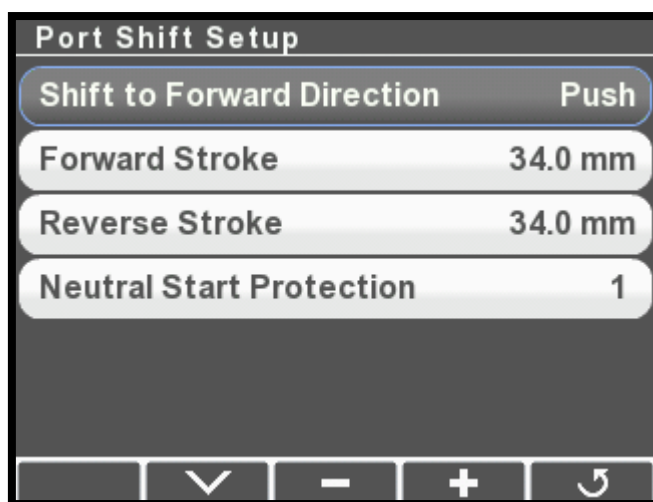 Port Shift Setup
Shift to Forward Direction Push
Forward Stroke 34.0 mm
Reverse Stroke 34.0 mm
Neutral Start Protection 1